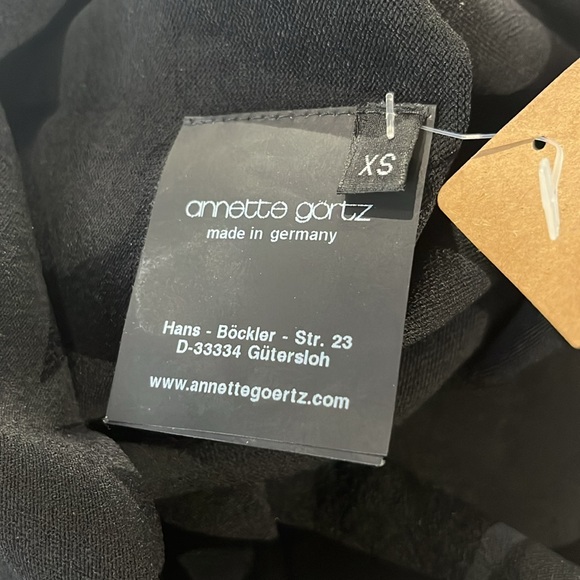 XS
annette görtz
made in germany
Hans - Böckler - Str. 23
D-33334 Gütersloh
www.annettegoertz.com